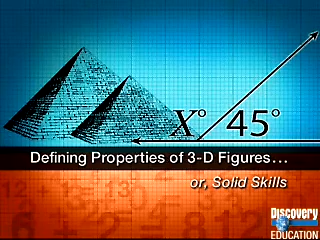 X° 45°
Defining Properties of 3-D Figures...
or, Solid Skills
Discovery
EDUCATION